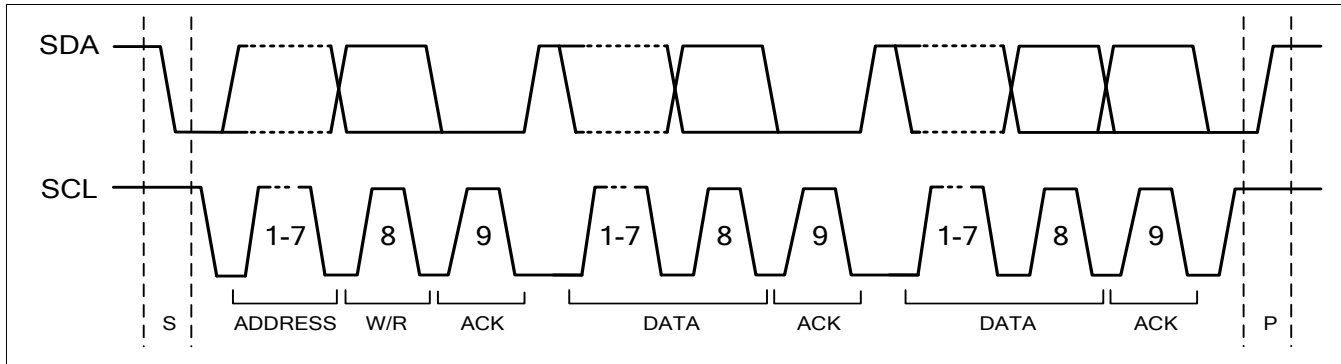 SDA
SCL
1-7 8 9 1-7 8 9 1-7 8 9
S ADDRESS W/R ACK DATA ACK DATA ACK P